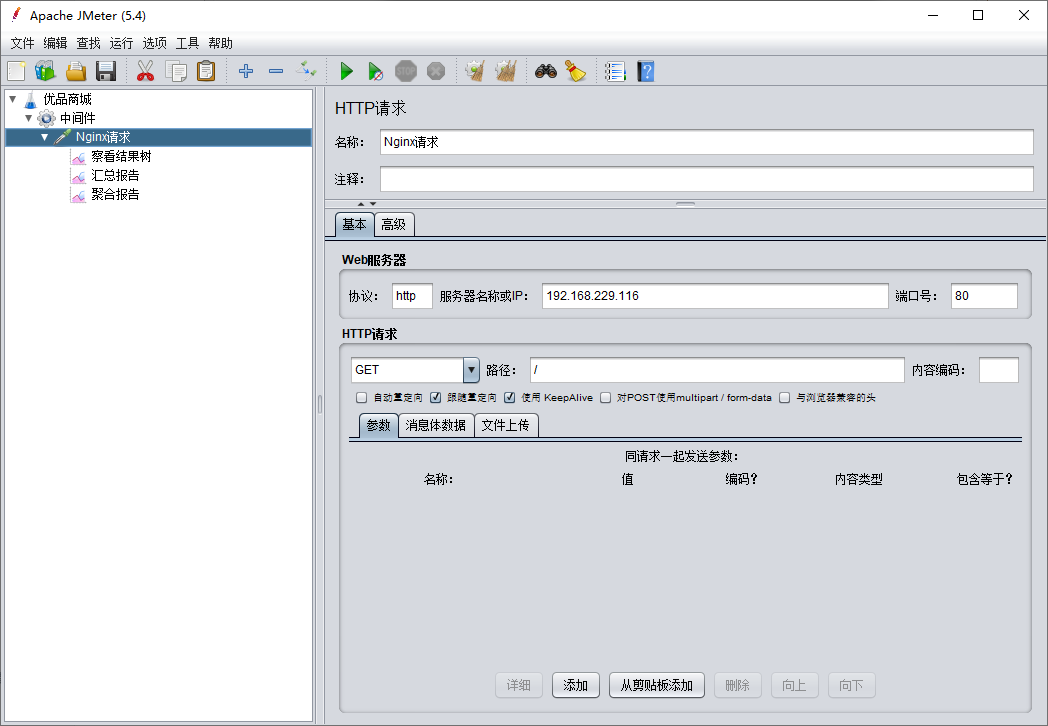 Apache JMeter (5.4)
文件 编辑 查找 运行 选项 工具 帮助
STOP
优品商城
中间件
Nginx请求
察看结果树
汇总报告
聚合报告
HTTP请求
名称： Nginx请求
注释：
基本 高级
Web服务器
协议： http 服务器名称或IP： 192.168.229.116 端口号： 80
HTTP请求
GET 路径： / 内容编码：
自动重定向 跟随重定向 使用 KeepAlive 对POST使用multipart / form-data 与浏览器兼容的头
参数 消息体数据 文件上传
同请求一起发送参数：
名称： 值 编码？ 内容类型 包含等于？
详细 添加 从剪贴板添加 删除 向上 向下